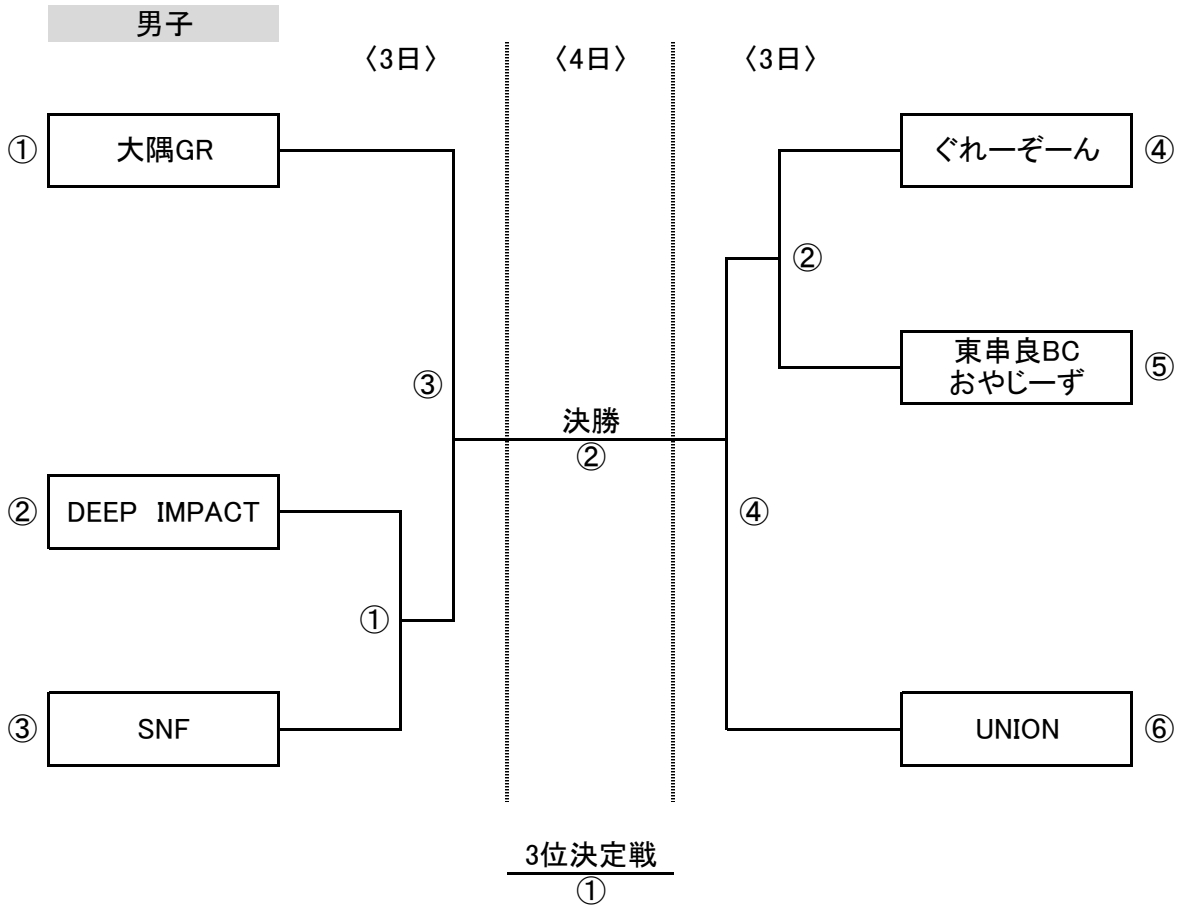 男子
〈3日〉
〈4日〉
〈3日〉
① 大隅GR
ぐれーぞーん ④
②
東串良BC
おやじーず ⑤
③
決勝
②
② DEEP IMPACT
④
①
③ SNF
UNION ⑥
3位決定戦
①